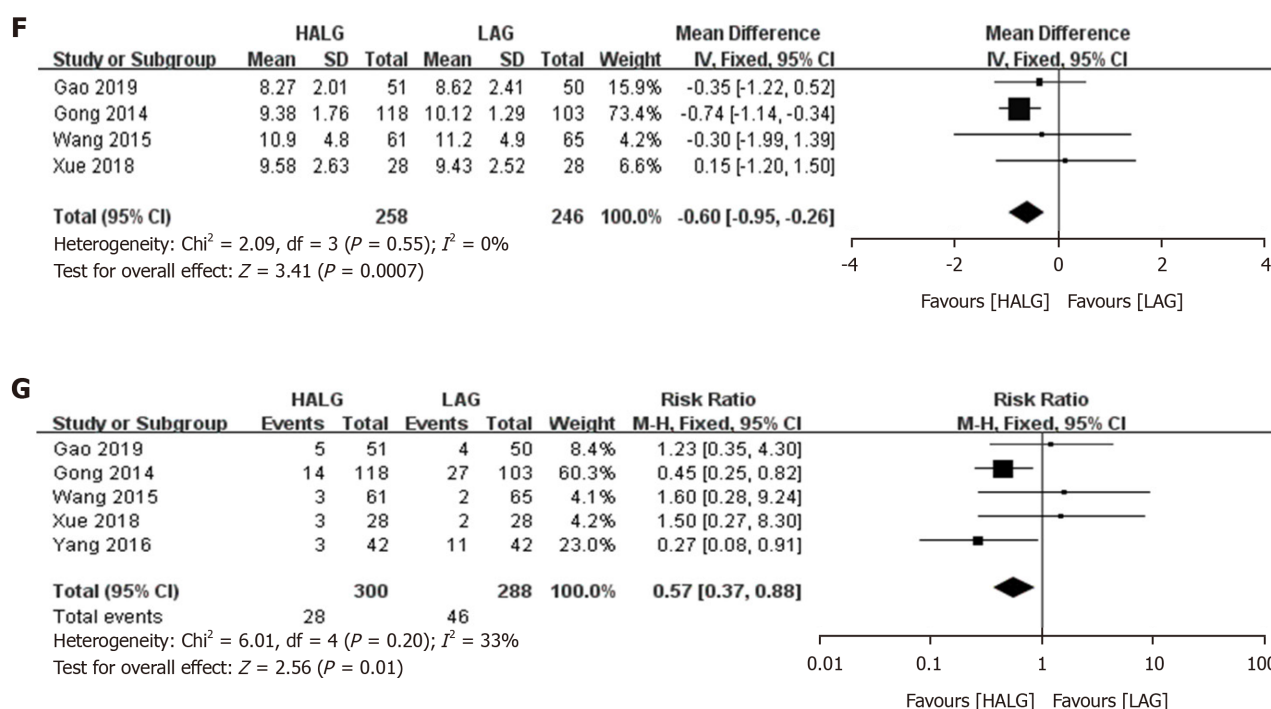 F
HALG LAG Mean Difference Mean Difference
Study or Subgroup Mean SD Total Mean SD Total Weight IV, Fixed, 95% CI IV, Fixed, 95% CI
Gao 2019 8.27 2.01 51 8.62 2.41 50 15.9% -0.35 [-1.22, 0.52]
Gong 2014 9.38 1.76 118 10.12 1.29 103 73.4% -0.74 [-1.14, -0.34]
Wang 2015 10.9 4.8 61 11.2 4.9 65 4.2% -0.30 [-1.99, 1.39]
Xue 2018 9.58 2.63 28 9.43 2.52 28 6.6% 0.15 [-1.20, 1.50]
Total (95% CI) 258 246 100.0% -0.60 [-0.95, -0.26]
Heterogeneity: Chi² = 2.09, df = 3 (P = 0.55); I² = 0%
Test for overall effect: Z = 3.41 (P = 0.0007)
-4 -2 0 2 4
Favours [HALG] Favours [LAG]
G
HALG LAG Risk Ratio Risk Ratio
Study or Subgroup Events Total Events Total Weight M-H, Fixed, 95% CI M-H, Fixed, 95% CI
Gao 2019 5 51 4 50 8.4% 1.23 [0.35, 4.30]
Gong 2014 14 118 27 103 60.3% 0.45 [0.25, 0.82]
Wang 2015 3 61 2 65 4.1% 1.60 [0.28, 9.24]
Xue 2018 3 28 2 28 4.2% 1.50 [0.27, 8.30]
Yang 2016 3 42 11 42 23.0% 0.27 [0.08, 0.91]
Total (95% CI) 300 288 100.0% 0.57 [0.37, 0.88]
Total events 28 46
Heterogeneity: Chi² = 6.01, df = 4 (P = 0.20); I² = 33%
Test for overall effect: Z = 2.56 (P = 0.01)
0.01 0.1 1 10 100
Favours [HALG] Favours [LAG]